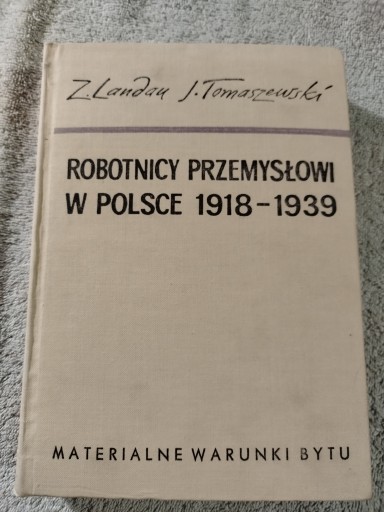 Z. Landau J. Tomaszewski
ROBOTNICY PRZEMYSŁOWI
W POLSCE 1918-1939
MATERIALNE WARUNKI BYTU